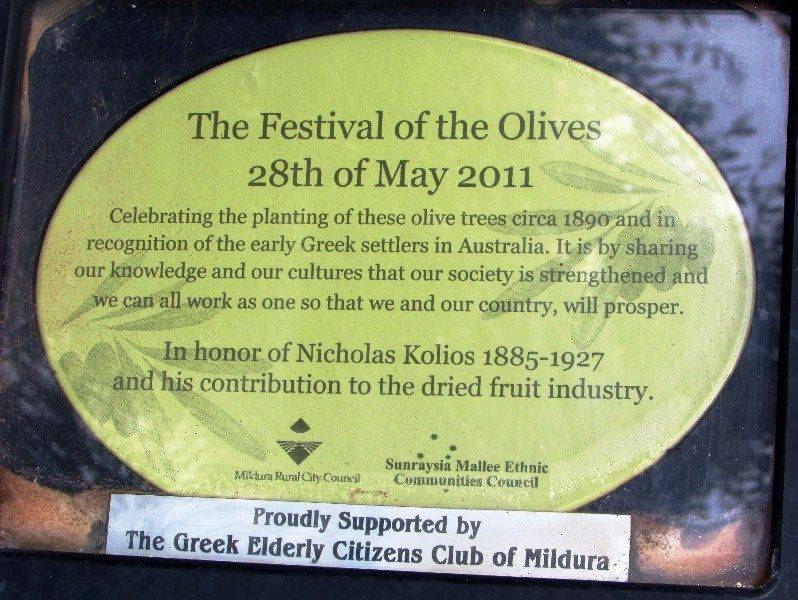 The Festival of the Olives
28th of May 2011
Celebrating the planting of these olive trees circa 1890 and in
recognition of the early Greek settlers in Australia. It is by sharing
our knowledge and our cultures that our society is strengthened and
we can all work as one so that we and our country, will prosper.
In honor of Nicholas Kolios 1885-1927
and his contribution to the dried fruit industry.
Mildura Rural City Council
Sunraysia Mallee Ethnic
Communities Council
Proudly Supported by
The Greek Elderly Citizens Club of Mildura